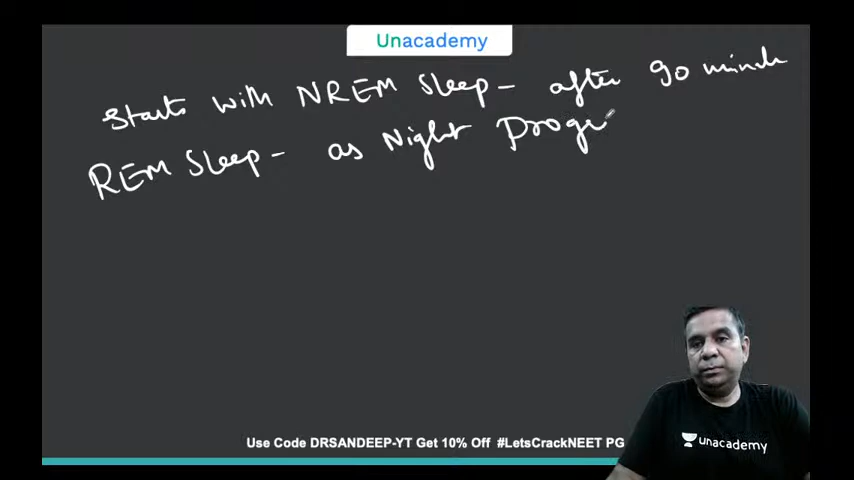 Unacademy
Starts with NREM Sleep - after 90 minute
REM Sleep - as Night Progr
unacademy
Use Code DRSANDEEP-YT Get 10% Off #LetsCrackNEET PG